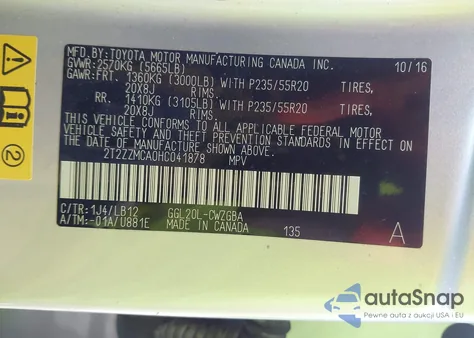 MFD. BY: TOYOTA MOTOR MANUFACTURING CANADA INC. 10/16
GVWR: 2570KG (5665LB)
GAWR: FRT. 1360KG (3000LB) WITH P235/55R20 TIRES,
20X8J RIMS,
RR. 1410KG (3105LB) WITH P235/55R20 TIRES,
20X8J RIMS.
THIS VEHICLE CONFORMS TO ALL APPLICABLE FEDERAL MOTOR
VEHICLE SAFETY AND THEFT PREVENTION STANDARDS IN EFFECT
ON THE DATE OF MANUFACTURE SHOWN ABOVE.
2T2ZZMCA0HC041878 MPV
C/TR: 1J4/LB12 GGL20L-CWZGBA
A/TM: -01A/U881E MADE IN CANADA 135 A
2
autoSnap
Pewne auta z aukcji USA i EU